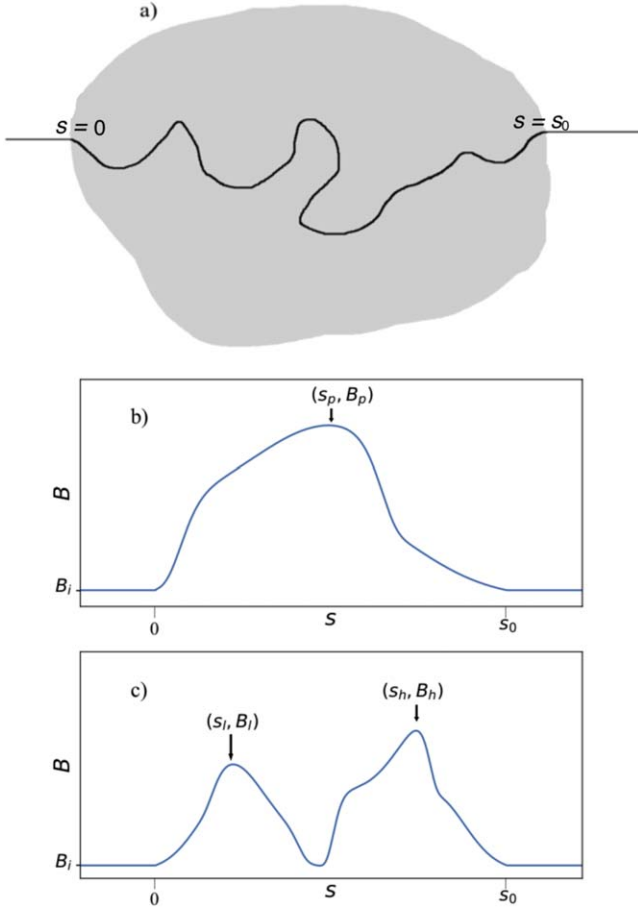 a)
s = 0
s = s₀
b)
(sₚ, Bₚ)
B
Bᵢ
0
s
s₀
c)
(sₗ, Bₗ)
(sₕ, Bₕ)
B
Bᵢ
0
s
s₀